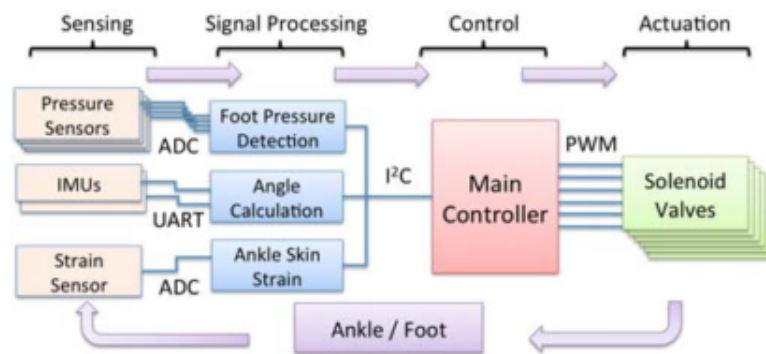 Sensing
Signal Processing
Control
Actuation
Pressure
Sensors
ADC
Foot Pressure
Detection
IMUs
UART
Angle
Calculation
Strain
Sensor
ADC
Ankle Skin
Strain
I²C
Main
Controller
PWM
Solenoid
Valves
Ankle / Foot